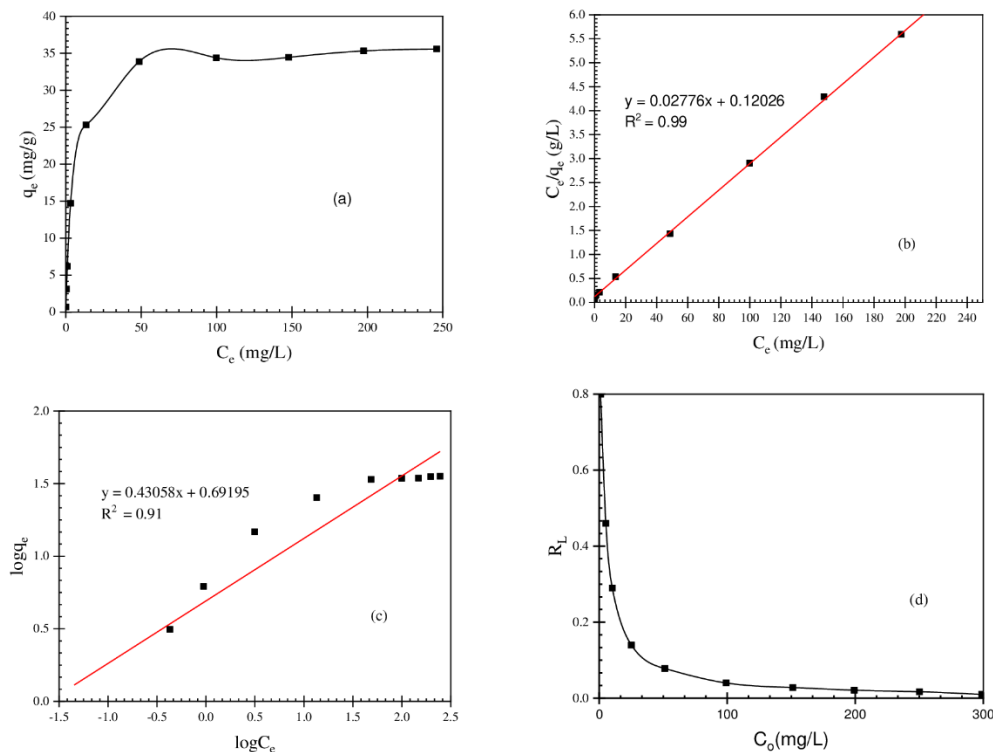 40
35
30
25
20
15
10
5
0
qₑ (mg/g)
(a)
0 50 100 150 200 250
Cₑ (mg/L)
6.0
5.5
5.0
4.5
4.0
3.5
3.0
2.5
2.0
1.5
1.0
0.5
0.0
Cₑ/qₑ (g/L)
y = 0.02776x + 0.12026
R² = 0.99
(b)
0 20 40 60 80 100 120 140 160 180 200 220 240
Cₑ (mg/L)
2.0
1.5
1.0
0.5
0.0
logqₑ
y = 0.43058x + 0.69195
R² = 0.91
(c)
-1.5 -1.0 -0.5 0.0 0.5 1.0 1.5 2.0 2.5
logCₑ
0.8
0.6
0.4
0.2
0.0
R_L
(d)
0 100 200 300
Cₒ(mg/L)